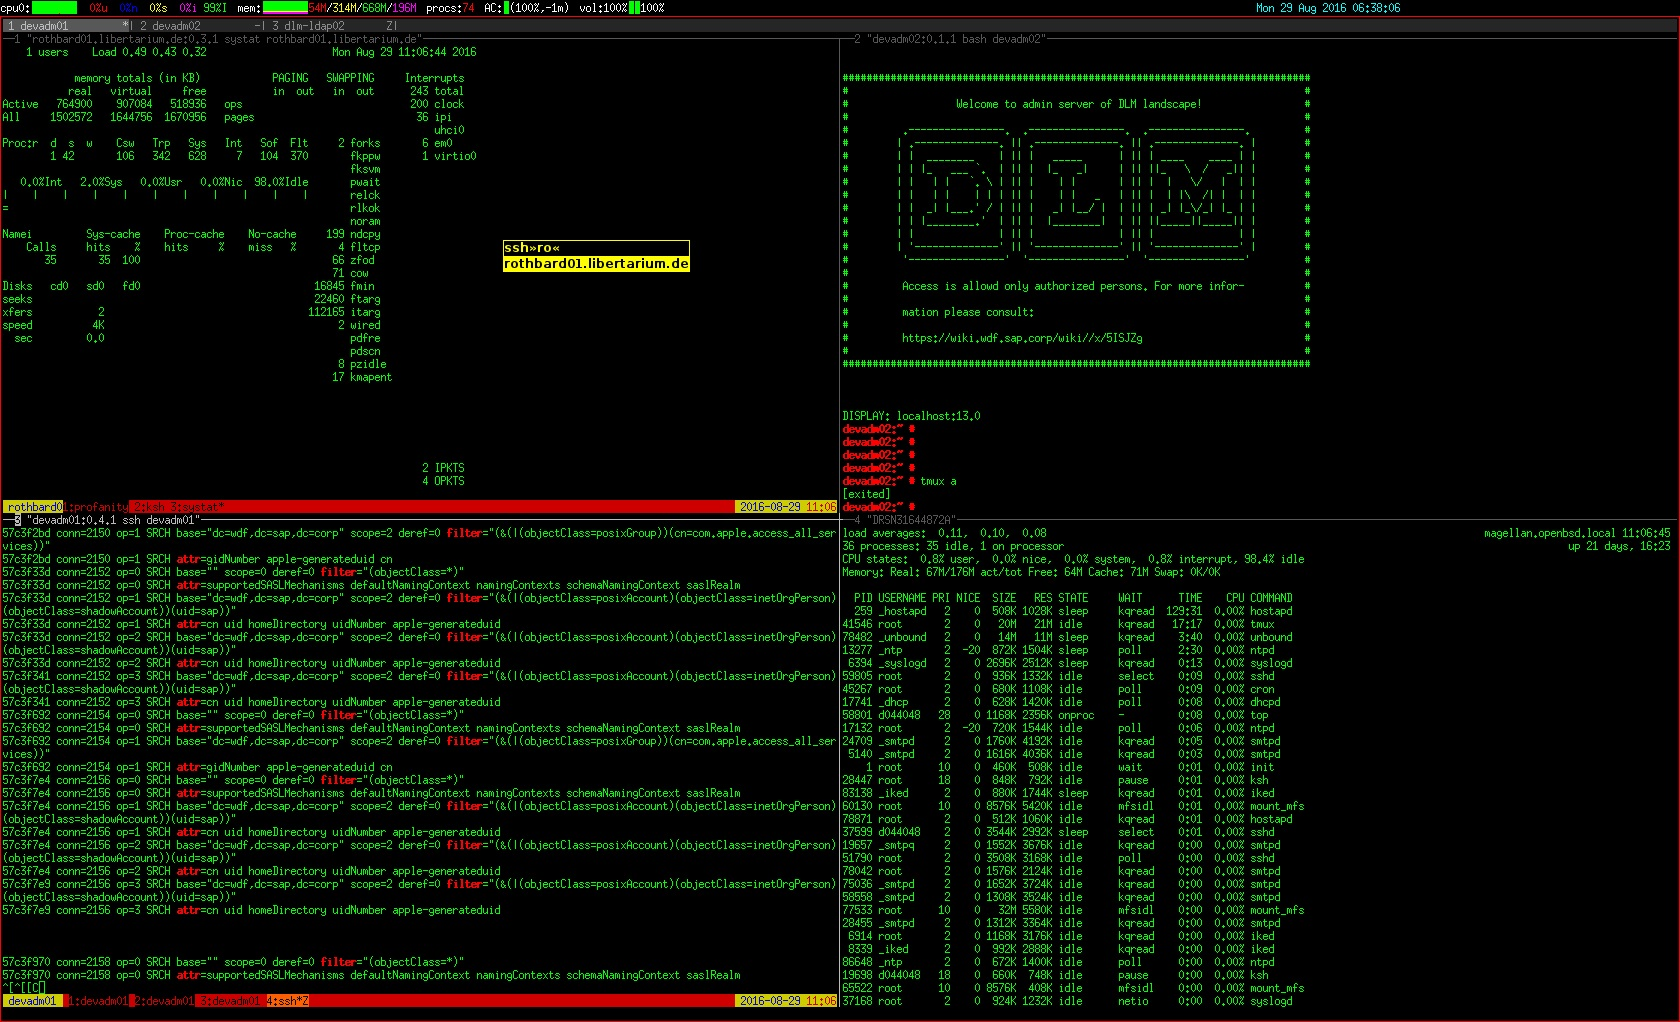 cpu0: 0%u 0%n 0%s 0%i 99%I mem: 54M/314M/668M/196M procs:74 AC: (100%,-1m) vol:100% 100% Mon 29 Aug 2016 06:38:06
1 devadm01 *| 2 devadm02 -| 3 dlm-ldap02 Z|
1 "rothbard01.libertarium.de:0.3.1 systat rothbard01.libertarium.de"
1 users Load 0.49 0.43 0.32 Mon Aug 29 11:06:44 2016
memory totals (in KB) PAGING SWAPPING Interrupts
real virtual free in out in out 243 total
Active 764900 907084 518936 ops 200 clock
All 1502572 1644756 1670956 pages 36 ipi
uhci0
Proc:r d s w Csw Trp Sys Int Sof Flt 2 forks 6 em0
1 42 106 342 628 7 104 370 fkppw 1 virtio0
fksvm
0.0%Int 2.0%Sys 0.0%Usr 0.0%Nic 98.0%Idle pwait
| | | | | | | | | | | relck
= rlkok
noram
Namei Sys-cache Proc-cache No-cache 199 ndcpy
Calls hits % hits % miss % 4 fltcp
35 35 100 66 zfod
71 cow
Disks cd0 sd0 fd0 16845 fmin
seeks 22460 ftarg
xfers 2 112165 itarg
speed 4K 2 wired
sec 0.0 pdfre
pdscn
8 pzidle
17 kmapent
2 IPKTS
4 OPKTS
ssh»ro«
rothbard01.libertarium.de
rothbard0 1:profanity 2:ksh 3:systat* 2016-08-29 11:06
2 "devadm02:0.1.1 bash devadm02"
Welcome to admin server of DLM landscape!
DLM
Access is allowd only authorized persons. For more infor-
mation please consult:
https://wiki.wdf.sap.corp/wiki//x/5ISJZg
DISPLAY: localhost:13.0
devadm02:~ #
devadm02:~ #
devadm02:~ #
devadm02:~ #
devadm02:~ # tmux a
[exited]
devadm02:~ #
3 "devadm01:0.4.1 ssh devadm01"
57c3f2bd conn=2150 op=1 SRCH base="dc=wdf,dc=sap,dc=corp" scope=2 deref=0 filter="(&(|(objectClass=posixGroup))(cn=com.apple.access_all_ser
vices))"
57c3f2bd conn=2150 op=1 SRCH attr=gidNumber apple-generateduid cn
57c3f33d conn=2152 op=0 SRCH base="" scope=0 deref=0 filter="(objectClass=*)"
57c3f33d conn=2152 op=0 SRCH attr=supportedSASLMechanisms defaultNamingContext namingContexts schemaNamingContext saslRealm
57c3f33d conn=2152 op=1 SRCH base="dc=wdf,dc=sap,dc=corp" scope=2 deref=0 filter="(&(|(objectClass=posixAccount)(objectClass=inetOrgPerson)
(objectClass=shadowAccount))(uid=sap))"
57c3f33d conn=2152 op=1 SRCH attr=cn uid homeDirectory uidNumber apple-generateduid
57c3f33d conn=2152 op=2 SRCH base="dc=wdf,dc=sap,dc=corp" scope=2 deref=0 filter="(&(|(objectClass=posixAccount)(objectClass=inetOrgPerson)
(objectClass=shadowAccount))(uid=sap))"
57c3f33d conn=2152 op=2 SRCH attr=cn uid homeDirectory uidNumber apple-generateduid
57c3f341 conn=2152 op=3 SRCH base="dc=wdf,dc=sap,dc=corp" scope=2 deref=0 filter="(&(|(objectClass=posixAccount)(objectClass=inetOrgPerson)
(objectClass=shadowAccount))(uid=sap))"
57c3f341 conn=2152 op=3 SRCH attr=cn uid homeDirectory uidNumber apple-generateduid
57c3f692 conn=2154 op=0 SRCH base="" scope=0 deref=0 filter="(objectClass=*)"
57c3f692 conn=2154 op=0 SRCH attr=supportedSASLMechanisms defaultNamingContext namingContexts schemaNamingContext saslRealm
57c3f692 conn=2154 op=1 SRCH base="dc=wdf,dc=sap,dc=corp" scope=2 deref=0 filter="(&(|(objectClass=posixGroup))(cn=com.apple.access_all_ser
vices))"
57c3f692 conn=2154 op=1 SRCH attr=gidNumber apple-generateduid cn
57c3f7e4 conn=2156 op=0 SRCH base="" scope=0 deref=0 filter="(objectClass=*)"
57c3f7e4 conn=2156 op=0 SRCH attr=supportedSASLMechanisms defaultNamingContext namingContexts schemaNamingContext saslRealm
57c3f7e4 conn=2156 op=1 SRCH base="dc=wdf,dc=sap,dc=corp" scope=2 deref=0 filter="(&(|(objectClass=posixAccount)(objectClass=inetOrgPerson)
(objectClass=shadowAccount))(uid=sap))"
57c3f7e4 conn=2156 op=1 SRCH attr=cn uid homeDirectory uidNumber apple-generateduid
57c3f7e4 conn=2156 op=2 SRCH base="dc=wdf,dc=sap,dc=corp" scope=2 deref=0 filter="(&(|(objectClass=posixAccount)(objectClass=inetOrgPerson)
(objectClass=shadowAccount))(uid=sap))"
57c3f7e4 conn=2156 op=2 SRCH attr=cn uid homeDirectory uidNumber apple-generateduid
57c3f7e9 conn=2156 op=3 SRCH base="dc=wdf,dc=sap,dc=corp" scope=2 deref=0 filter="(&(|(objectClass=posixAccount)(objectClass=inetOrgPerson)
(objectClass=shadowAccount))(uid=sap))"
57c3f7e9 conn=2156 op=3 SRCH attr=cn uid homeDirectory uidNumber apple-generateduid
57c3f970 conn=2158 op=0 SRCH base="" scope=0 deref=0 filter="(objectClass=*)"
57c3f970 conn=2158 op=0 SRCH attr=supportedSASLMechanisms defaultNamingContext namingContexts schemaNamingContext saslRealm
^[^[[C
devadm01 1:devadm01 2:devadm01 3:devadm01 4:ssh*Z 2016-08-29 11:06
4 "DRSN31644872A"
load averages: 0.11, 0.10, 0.08 magellan.openbsd.local 11:06:45
36 processes: 35 idle, 1 on processor up 21 days, 16:23
CPU states: 0.8% user, 0.0% nice, 0.0% system, 0.8% interrupt, 98.4% idle
Memory: Real: 67M/176M act/tot Free: 64M Cache: 71M Swap: 0K/0K
PID USERNAME PRI NICE SIZE RES STATE WAIT TIME CPU COMMAND
259 _hostapd 2 0 508K 1028K sleep kqread 129:31 0.00% hostapd
41546 root 2 0 20M 21M idle kqread 17:17 0.00% tmux
78482 _unbound 2 0 14M 11M sleep kqread 3:40 0.00% unbound
13277 _ntp 2 -20 872K 1504K sleep poll 2:30 0.00% ntpd
6394 _syslogd 2 0 2696K 2512K sleep kqread 0:13 0.00% syslogd
59805 root 2 0 936K 1332K idle select 0:09 0.00% sshd
45267 root 2 0 680K 1108K idle poll 0:09 0.00% cron
17741 _dhcp 2 0 628K 1420K idle poll 0:08 0.00% dhcpd
58801 d044048 28 0 1168K 2356K onproc - 0:08 0.00% top
17132 root 2 -20 720K 1544K idle poll 0:06 0.00% ntpd
24709 _smtpd 2 0 1760K 4192K idle kqread 0:05 0.00% smtpd
5140 _smtpd 2 0 1616K 4036K idle kqread 0:03 0.00% smtpd
1 root 10 0 460K 508K idle wait 0:01 0.00% init
28447 root 18 0 848K 792K idle pause 0:01 0.00% ksh
83138 _iked 2 0 880K 1744K sleep kqread 0:01 0.00% iked
60130 root 10 0 8576K 5420K idle mfsidl 0:01 0.00% mount_mfs
78871 root 2 0 512K 1060K idle kqread 0:01 0.00% hostapd
37599 d044048 2 0 3544K 2992K sleep select 0:01 0.00% sshd
19657 _smtpq 2 0 1552K 3676K idle kqread 0:00 0.00% smtpd
51790 root 2 0 3508K 3168K idle poll 0:00 0.00% sshd
78042 root 2 0 1576K 2124K idle kqread 0:00 0.00% smtpd
75036 _smtpd 2 0 1652K 3724K idle kqread 0:00 0.00% smtpd
58558 _smtpd 2 0 1308K 3524K idle kqread 0:00 0.00% smtpd
77533 root 10 0 32M 5580K idle mfsidl 0:00 0.00% mount_mfs
28455 _smtpd 2 0 1312K 3364K idle kqread 0:00 0.00% smtpd
6914 root 2 0 1168K 3176K idle kqread 0:00 0.00% iked
8339 _iked 2 0 992K 2888K idle kqread 0:00 0.00% iked
86648 _ntp 2 0 672K 1400K idle poll 0:00 0.00% ntpd
19698 d044048 18 0 660K 748K idle pause 0:00 0.00% ksh
65522 root 10 0 8576K 408K idle mfsidl 0:00 0.00% mount_mfs
37168 root 2 0 924K 1232K idle netio 0:00 0.00% syslogd